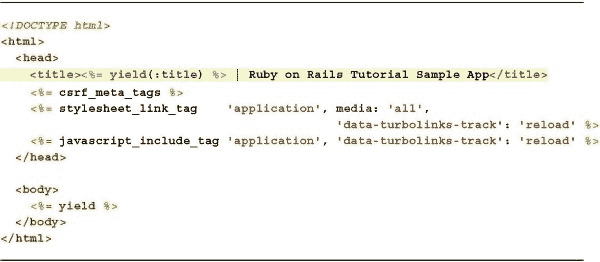 <!DOCTYPE html>
<html>
  <head>
    <title><%= yield(:title) %> | Ruby on Rails Tutorial Sample App</title>
    <%= csrf_meta_tags %>
    <%= stylesheet_link_tag    'application', media: 'all',
                                              'data-turbolinks-track': 'reload' %>
    <%= javascript_include_tag 'application', 'data-turbolinks-track': 'reload' %>
  </head>

  <body>
    <%= yield %>
  </body>
</html>